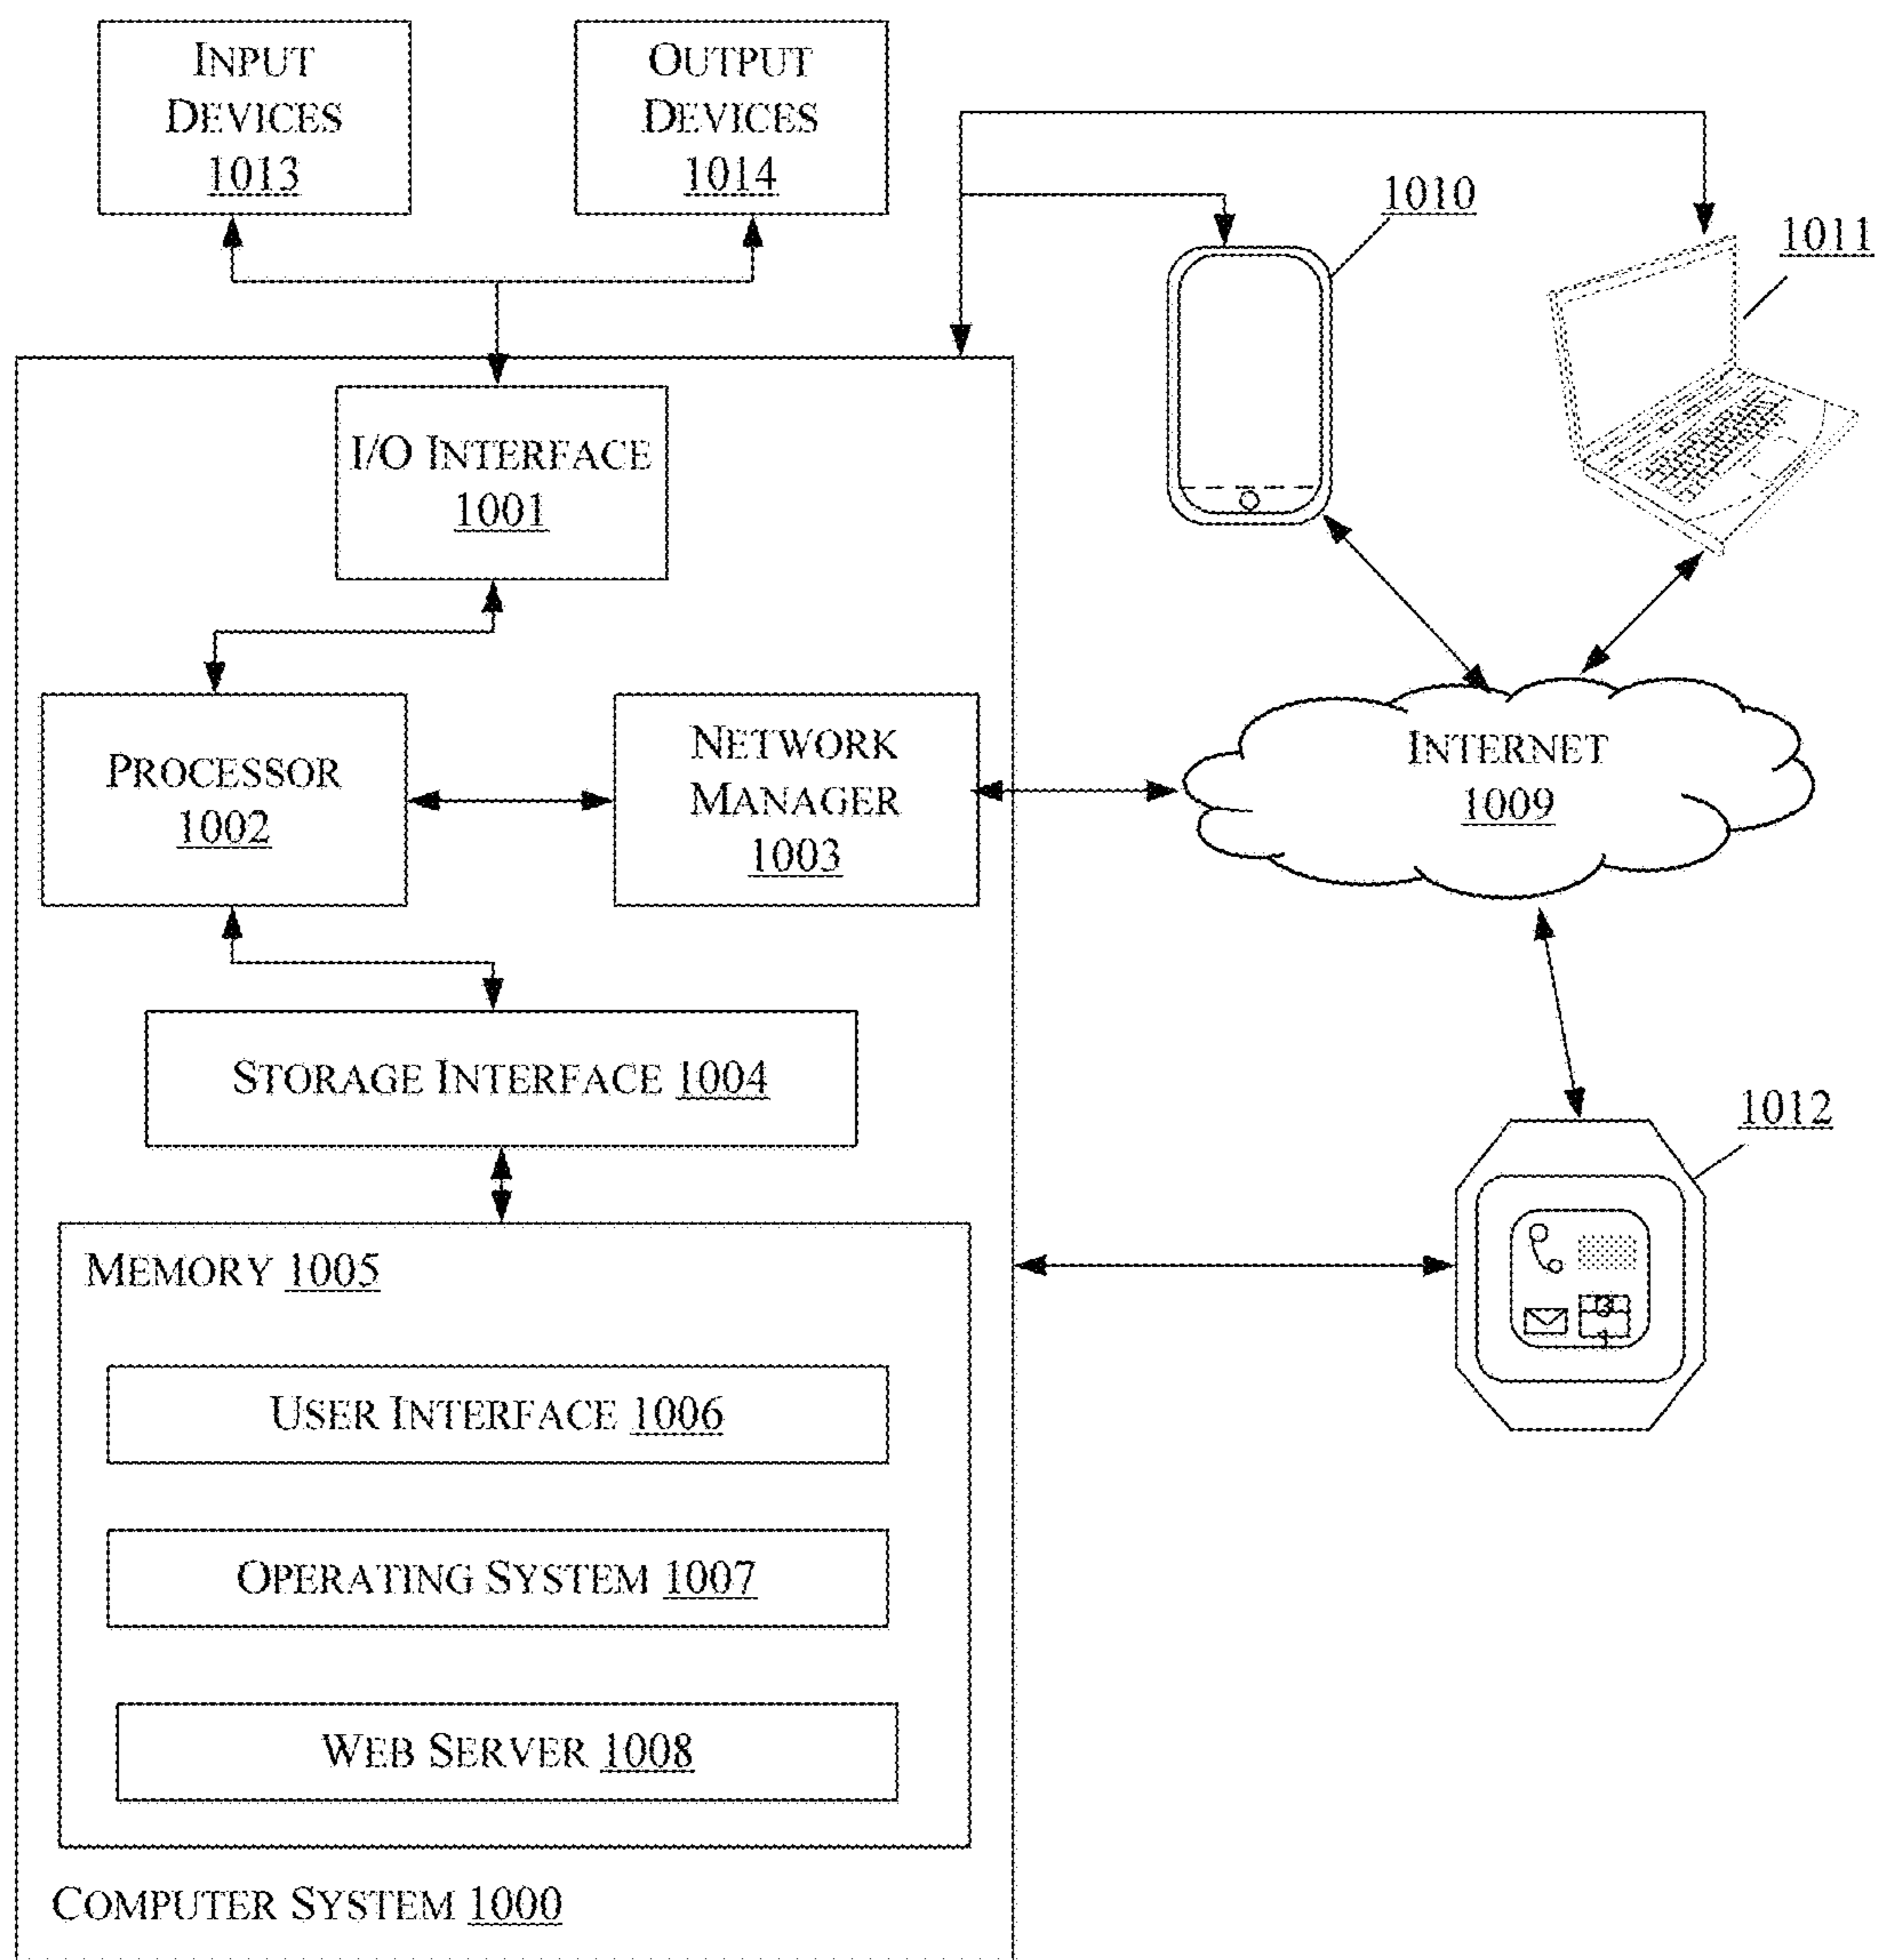 INPUT
DEVICES
1013
OUTPUT
DEVICES
1014
1010
1011
I/O INTERFACE
1001
PROCESSOR
1002
NETWORK
MANAGER
1003
INTERNET
1009
STORAGE INTERFACE 1004
1012
MEMORY 1005
USER INTERFACE 1006
OPERATING SYSTEM 1007
WEB SERVER 1008
COMPUTER SYSTEM 1000